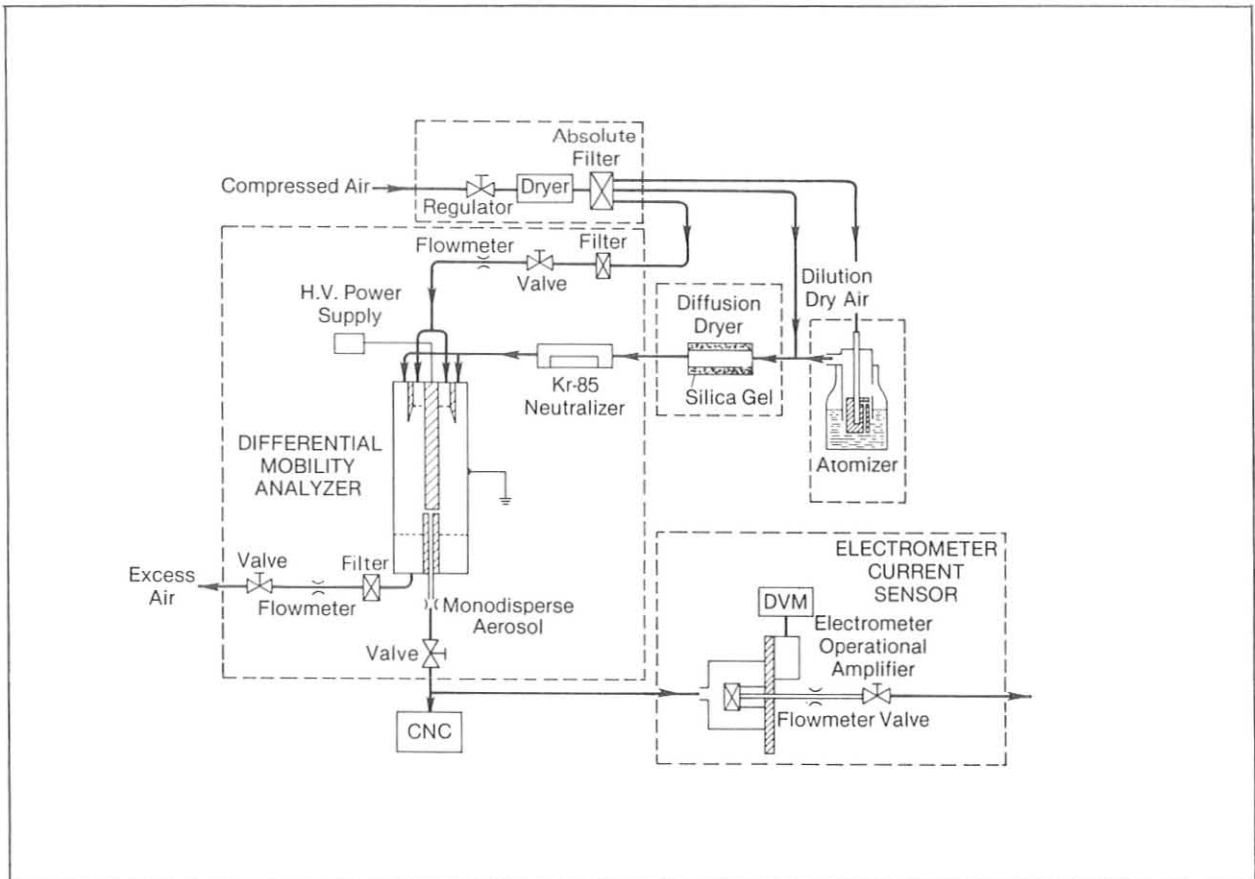 Absolute
Filter
Compressed Air
Dryer
Regulator
Flowmeter
Filter
Valve
H.V. Power
Supply
Dilution
Dry Air
Diffusion
Dryer
Kr-85
Neutralizer
Silica Gel
Atomizer
DIFFERENTIAL
MOBILITY
ANALYZER
Valve
Filter
Excess
Air
Flowmeter
Monodisperse
Aerosol
Valve
CNC
ELECTROMETER
CURRENT
SENSOR
DVM
Electrometer
Operational
Amplifier
Flowmeter Valve